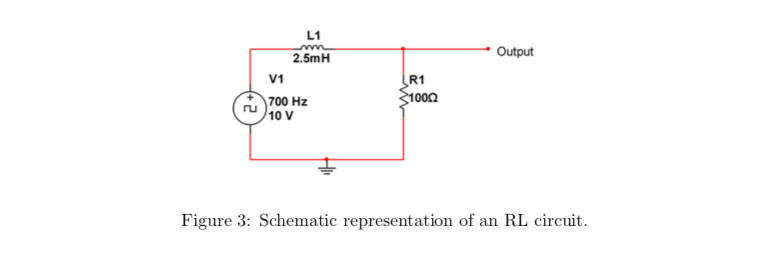 L1
2.5mH
Output
V1
700 Hz
10 V
R1
100Ω
Figure 3: Schematic representation of an RL circuit.